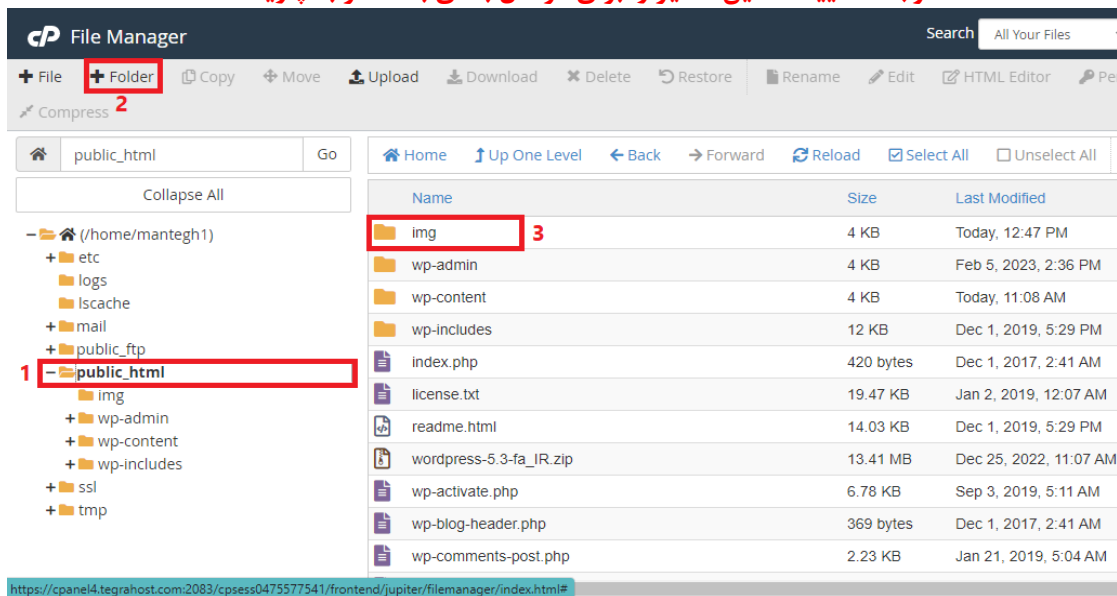 File Manager Search All Your Files
File Folder Copy Move Upload Download Delete Restore Rename Edit HTML Editor Pe
Compress 2
public_html Go Home Up One Level Back Forward Reload Select All Unselect All
Collapse All
Name Size Last Modified
(/home/mantegh1)
etc
logs
lscache
mail
public_ftp
1 public_html
img
wp-admin
wp-content
wp-includes
ssl
tmp
img 3 4 KB Today, 12:47 PM
wp-admin 4 KB Feb 5, 2023, 2:36 PM
wp-content 4 KB Today, 11:08 AM
wp-includes 12 KB Dec 1, 2019, 5:29 PM
index.php 420 bytes Dec 1, 2017, 2:41 AM
license.txt 19.47 KB Jan 2, 2019, 12:07 AM
readme.html 14.03 KB Dec 1, 2019, 5:29 PM
wordpress-5.3-fa_IR.zip 13.41 MB Dec 25, 2022, 11:07 AM
wp-activate.php 6.78 KB Sep 3, 2019, 5:11 AM
wp-blog-header.php 369 bytes Dec 1, 2017, 2:41 AM
wp-comments-post.php 2.23 KB Jan 21, 2019, 5:04 AM
https://cpanel4.tegrahost.com:2083/cpsess0475577541/frontend/jupiter/filemanager/index.html#